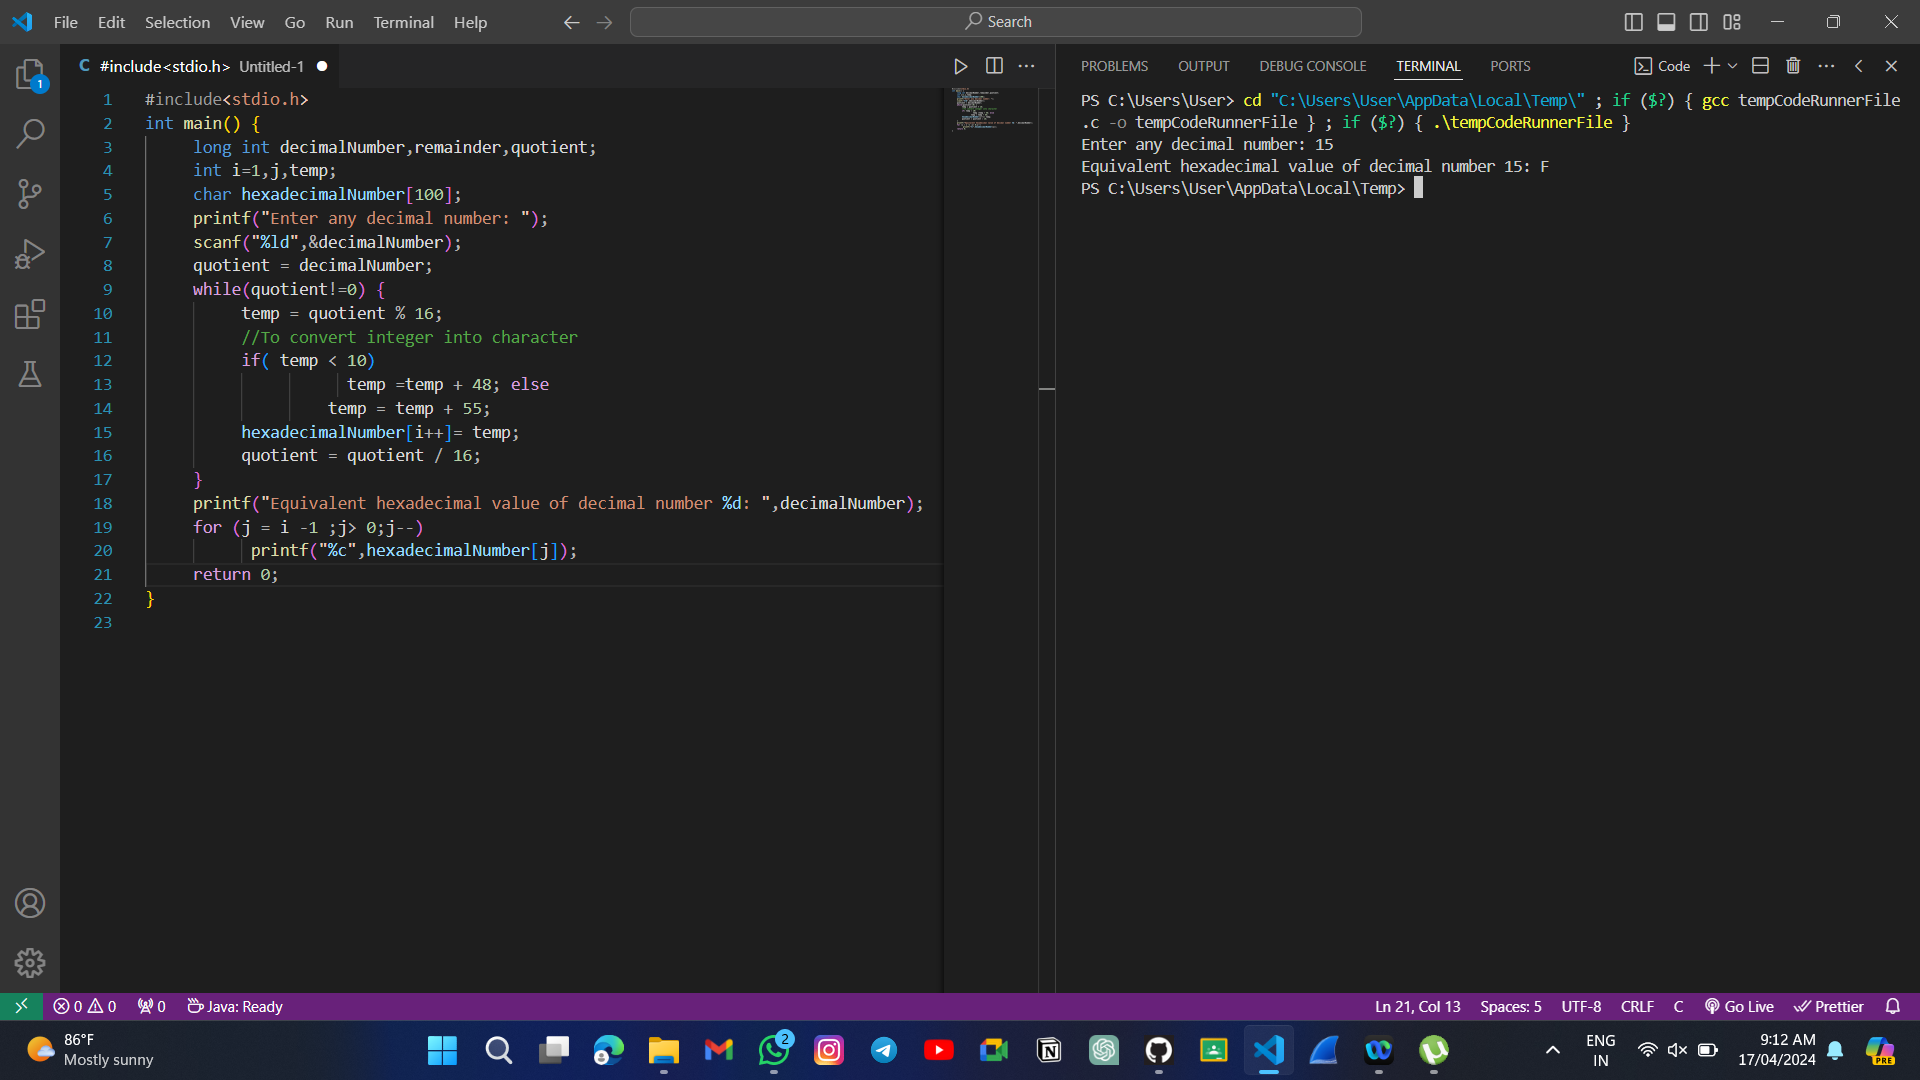 File Edit Selection View Go Run Terminal Help Search
C #include<stdio.h> Untitled-1
1
1 #include<stdio.h>
2 int main() {
3 long int decimalNumber,remainder,quotient;
4 int i=1,j,temp;
5 char hexadecimalNumber[100];
6 printf("Enter any decimal number: ");
7 scanf("%ld",&decimalNumber);
8 quotient = decimalNumber;
9 while(quotient!=0) {
10 temp = quotient % 16;
11 //To convert integer into character
12 if( temp < 10)
13 temp =temp + 48; else
14 temp = temp + 55;
15 hexadecimalNumber[i++]= temp;
16 quotient = quotient / 16;
17 }
18 printf("Equivalent hexadecimal value of decimal number %d: ",decimalNumber);
19 for (j = i -1 ;j> 0;j--)
20 printf("%c",hexadecimalNumber[j]);
21 return 0;
22 }
23
PROBLEMS OUTPUT DEBUG CONSOLE TERMINAL PORTS Code
PS C:\Users\User> cd "C:\Users\User\AppData\Local\Temp\" ; if ($?) { gcc tempCodeRunnerFile
.c -o tempCodeRunnerFile } ; if ($?) { .\tempCodeRunnerFile }
Enter any decimal number: 15
Equivalent hexadecimal value of decimal number 15: F
PS C:\Users\User\AppData\Local\Temp>
0 0 0 Java: Ready Ln 21, Col 13 Spaces: 5 UTF-8 CRLF C Go Live Prettier
86°F
Mostly sunny
2
ENG
IN
9:12 AM
17/04/2024
PRE